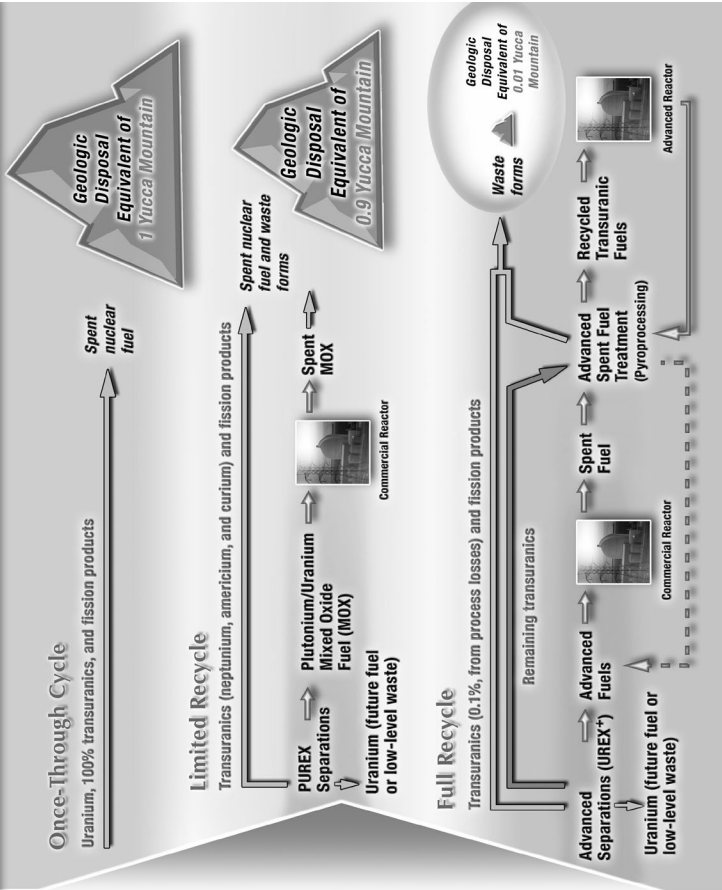 Once-Through Cycle
Uranium, 100% transuranics, and fission products
Spent
nuclear
fuel
Geologic
Disposal
Equivalent of
1 Yucca Mountain
Limited Recycle
Transuranics (neptunium, americium, and curium) and fission products
Spent nuclear
fuel and waste
forms
PUREX
Separations
Plutonium/Uranium
Mixed Oxide
Fuel (MOX)
Commercial Reactor
Spent
MOX
Uranium (future fuel
or low-level waste)
Geologic
Disposal
Equivalent of
0.9 Yucca Mountain
Full Recycle
Transuranics (0.1%, from process losses) and fission products
Remaining transuranics
Waste
forms
Geologic
Disposal
Equivalent of
0.01 Yucca
Mountain
Advanced
Separations (UREX+)
Advanced
Fuels
Commercial Reactor
Spent
Fuel
Advanced
Spent Fuel
Treatment
(Pyroprocessing)
Recycled
Transuranic
Fuels
Advanced Reactor
Uranium (future fuel or
low-level waste)